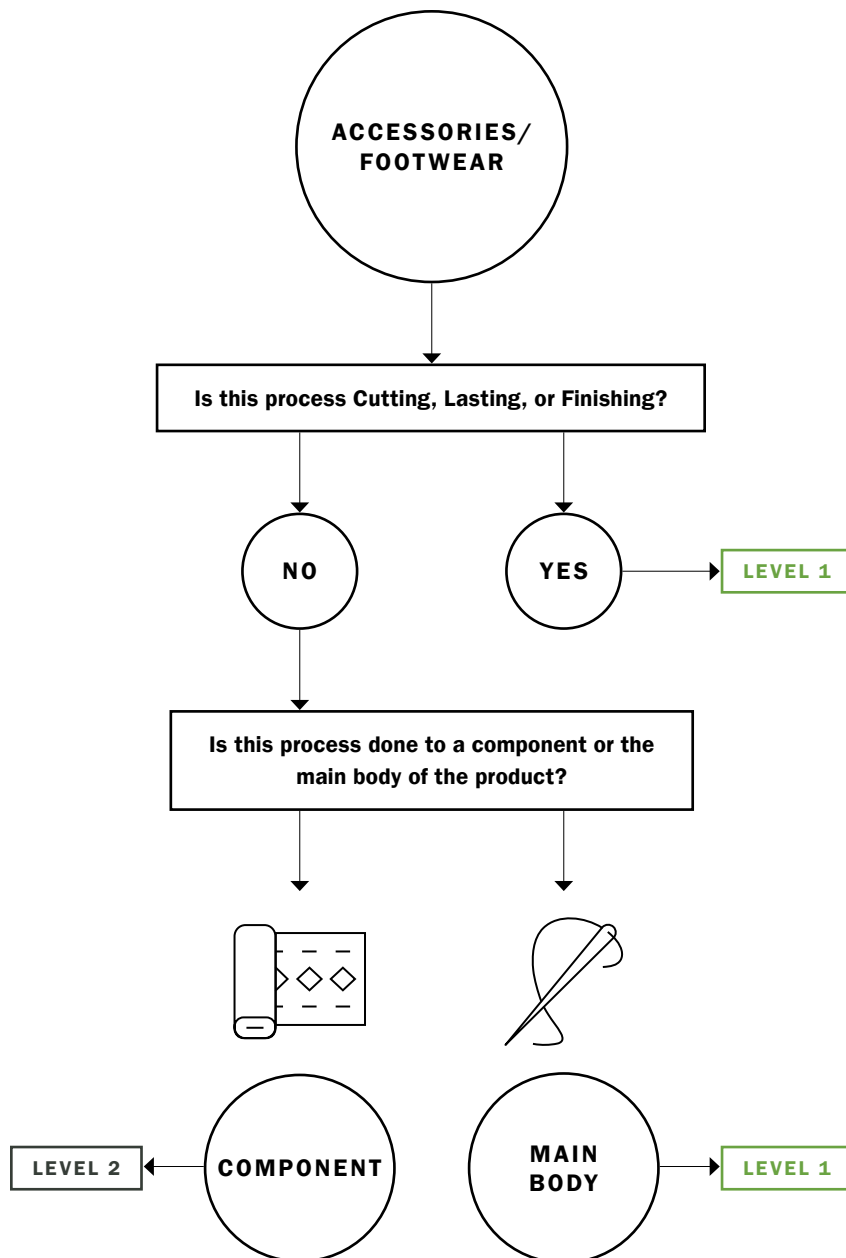 ACCESSORIES/
FOOTWEAR
Is this process Cutting, Lasting, or Finishing?
NO
YES
LEVEL 1
Is this process done to a component or the
main body of the product?
LEVEL 2
COMPONENT
MAIN
BODY
LEVEL 1